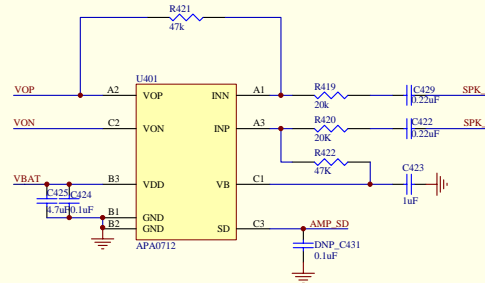 R421
47k
U401
VOP A2 VOP INN A1 R419 20k C429 0.22uF SPK_
VON C2 VON INP A3 R420 20K C422 0.22uF SPK_
R422
47K
VBAT B3 VDD VB C1 C423 1uF
C425 4.7uF C424 0.1uF
B1 GND
B2 GND SD C3 AMP_SD
APA0712
DNP_C431
0.1uF